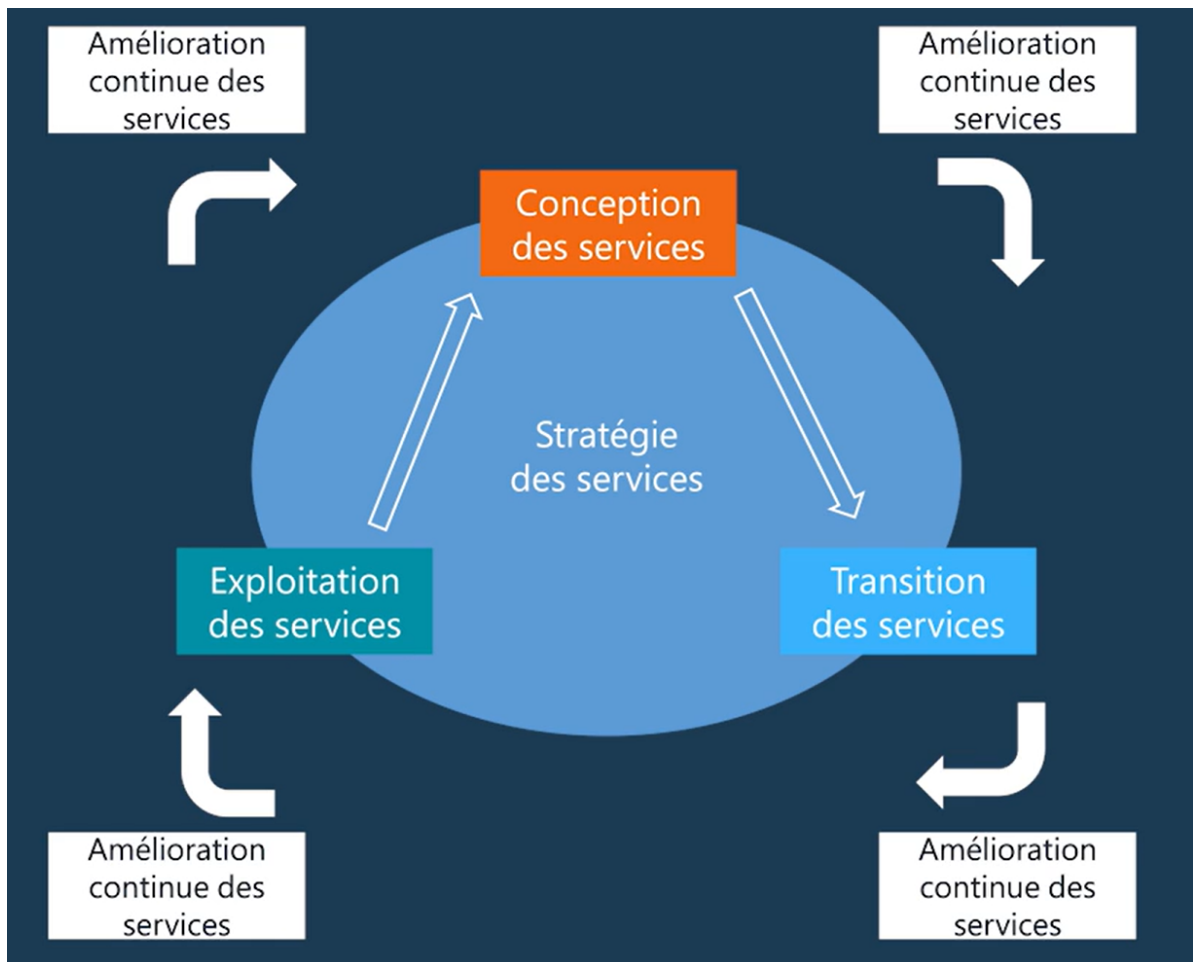 Amélioration
continue des
services
Amélioration
continue des
services
Conception
des services
Stratégie
des services
Exploitation
des services
Transition
des services
Amélioration
continue des
services
Amélioration
continue des
services